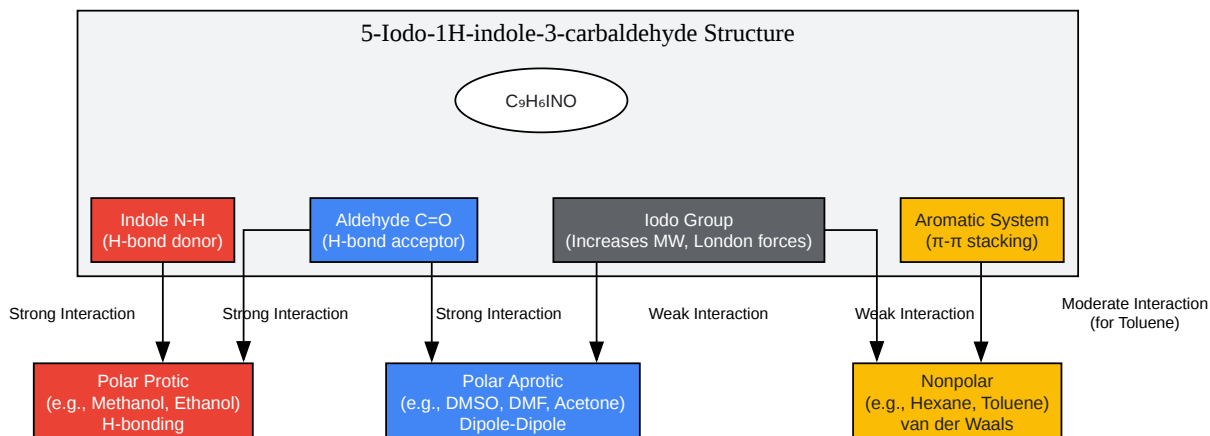 5-Iodo-1H-indole-3-carbaldehyde Structure
C₉H₆INO
Indole N-H
(H-bond donor)
Aldehyde C=O
(H-bond acceptor)
Iodo Group
(Increases MW, London forces)
Aromatic System
(π-π stacking)
Strong Interaction
Strong Interaction
Strong Interaction
Weak Interaction
Weak Interaction
Moderate Interaction
(for Toluene)
Polar Protic
(e.g., Methanol, Ethanol)
H-bonding
Polar Aprotic
(e.g., DMSO, DMF, Acetone)
Dipole-Dipole
Nonpolar
(e.g., Hexane, Toluene)
van der Waals